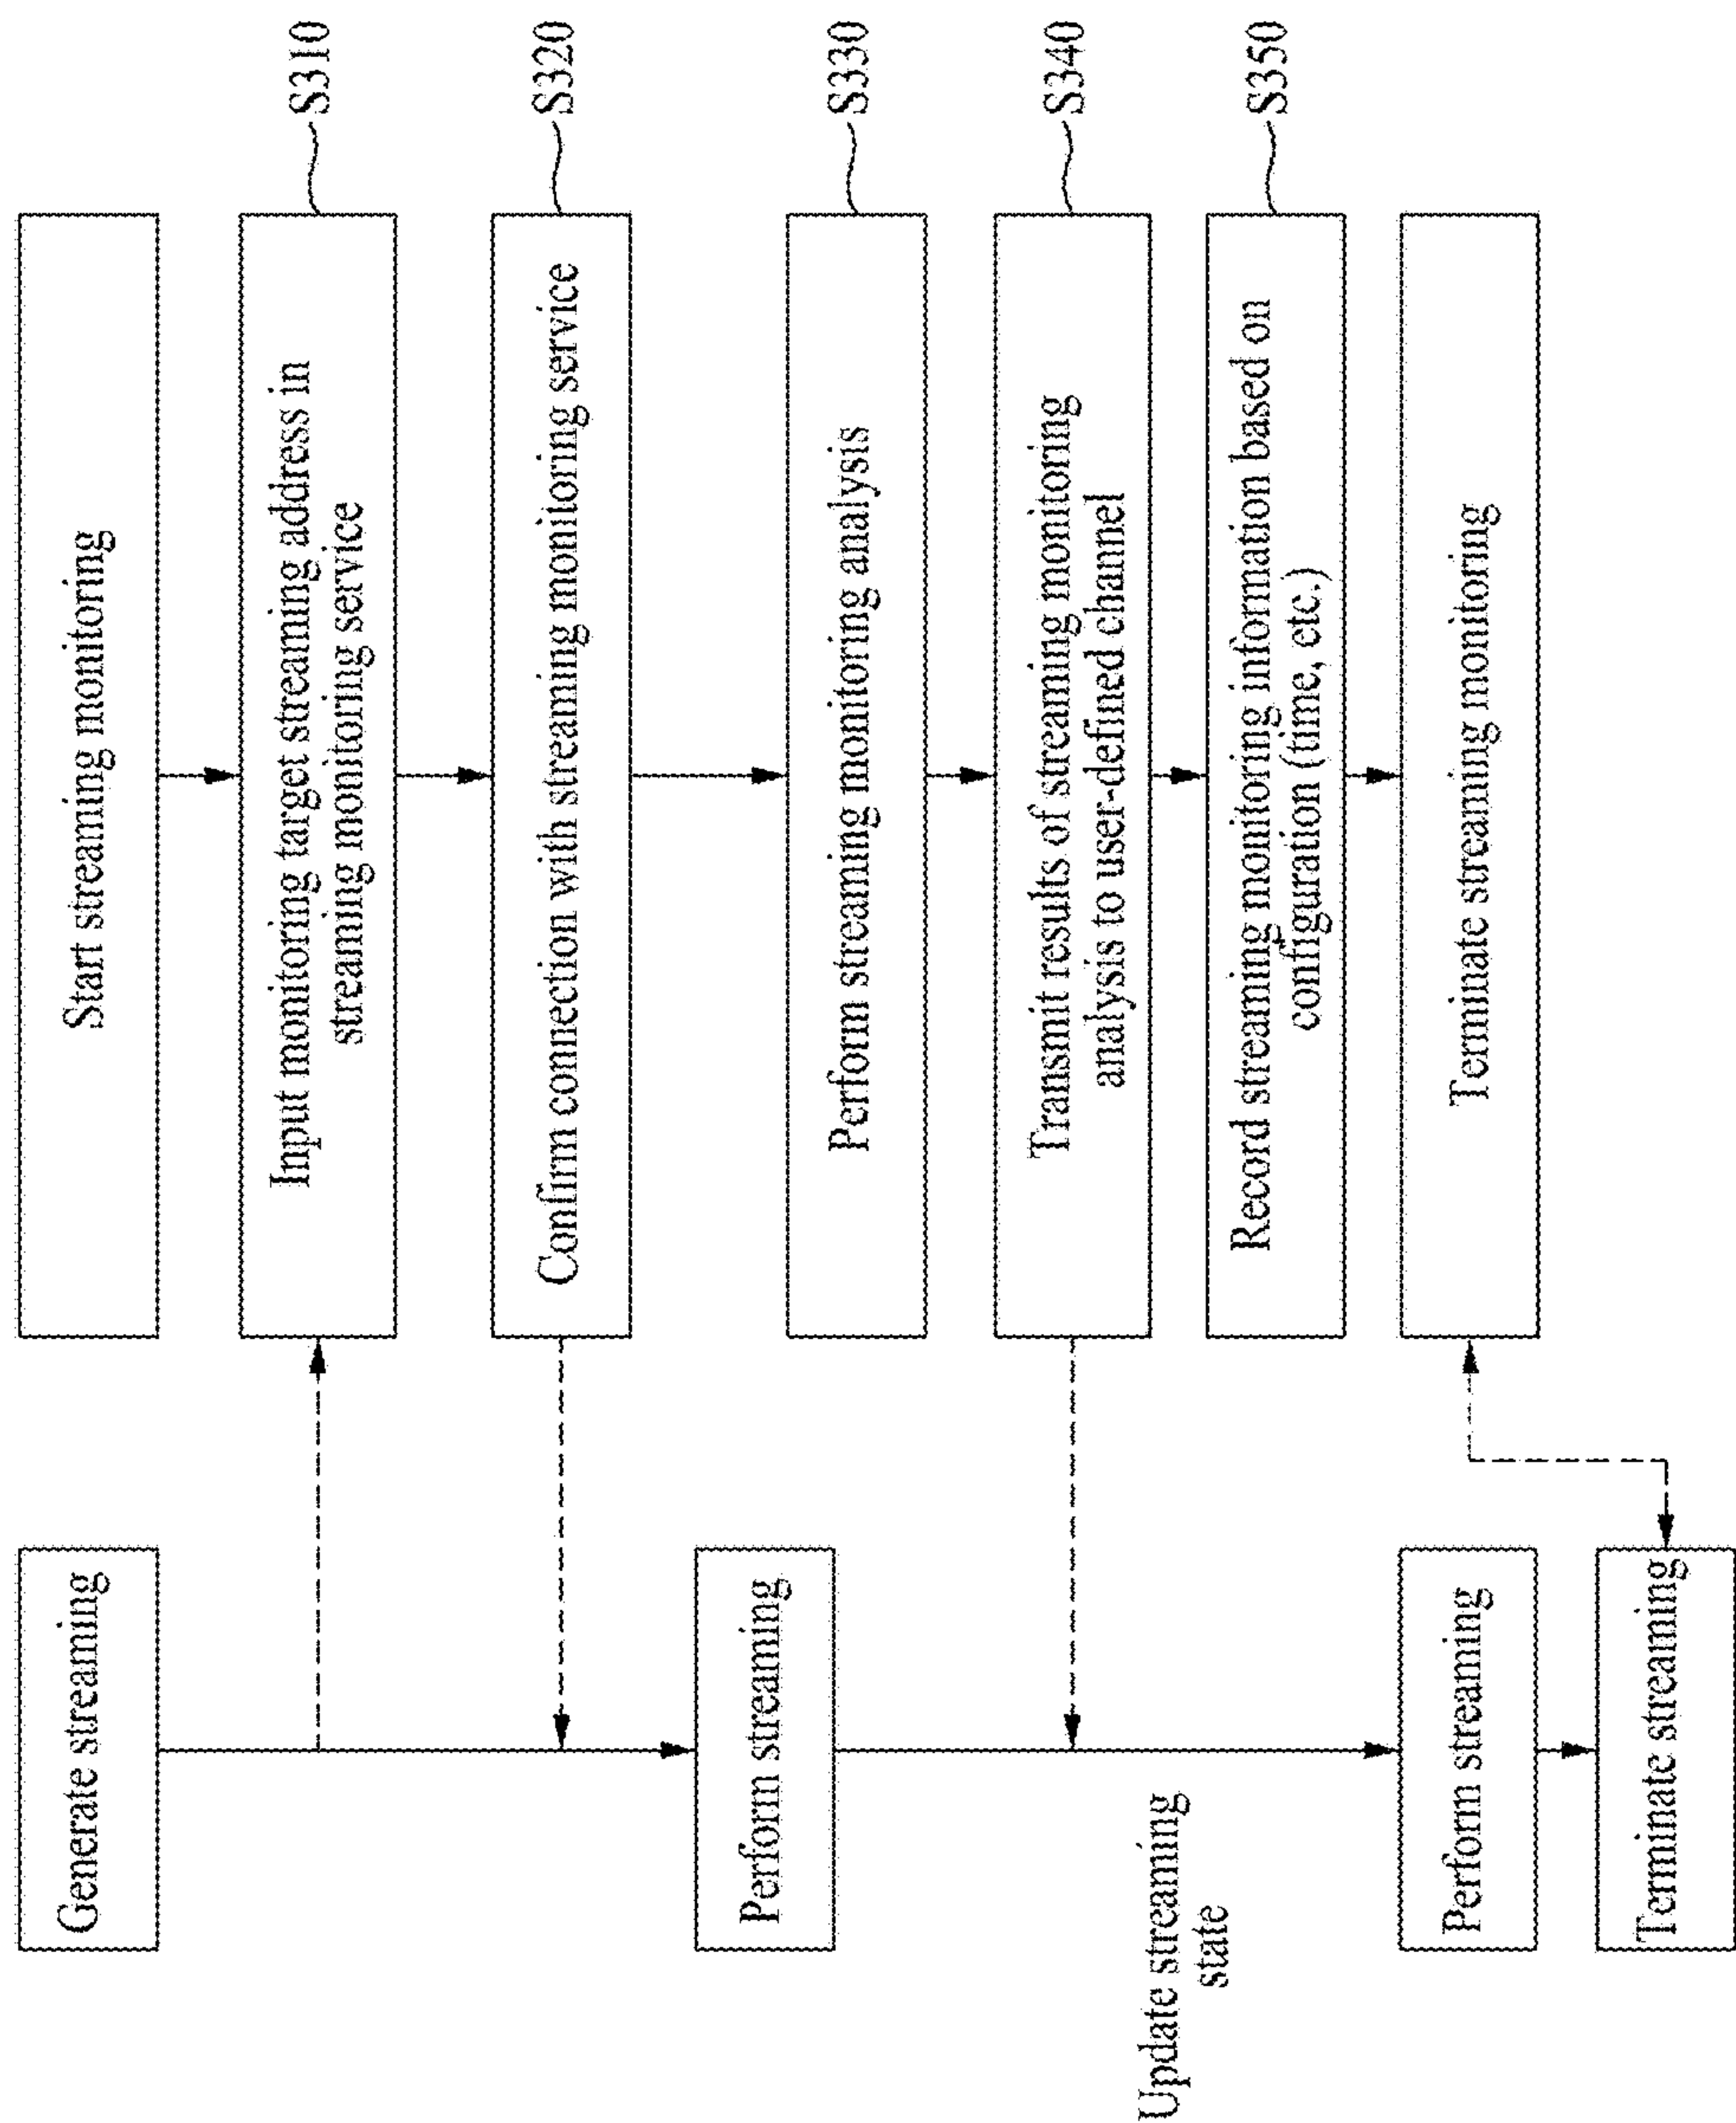 Generate streaming
Perform streaming
Update streaming
state
Perform streaming
Terminate streaming
Start streaming monitoring
Input monitoring target streaming address in
streaming monitoring service
S310
Confirm connection with streaming monitoring service
S320
Perform streaming monitoring analysis
S330
Transmit results of streaming monitoring
analysis to user-defined channel
S340
Record streaming monitoring information based on
configuration (time, etc.)
S350
Terminate streaming monitoring